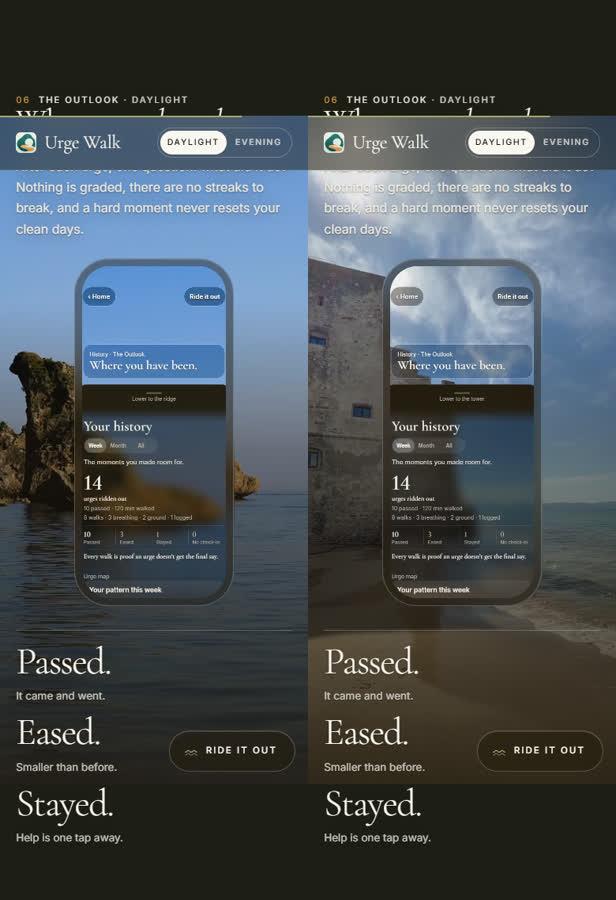 06 THE OUTLOOK · DAYLIGHT
Urge Walk
DAYLIGHT
EVENING
Nothing is graded, there are no streaks to
break, and a hard moment never resets your
clean days.
‹ Home
Ride it out
History · The Outlook
Where you have been.
Lower to the ridge
Your history
Week Month All
The moments you made room for.
14
urges ridden out
10 passed · 120 min walked
8 walks · 3 breathing · 2 ground · 1 logged
10 3 1 0
Passed Eased Stayed No check-in
Every walk is proof an urge doesn't get the final say.
Urge map
Your pattern this week
Passed.
It came and went.
Eased.
Smaller than before.
RIDE IT OUT
Stayed.
Help is one tap away.
06 THE OUTLOOK · DAYLIGHT
Urge Walk
DAYLIGHT
EVENING
Nothing is graded, there are no streaks to
break, and a hard moment never resets your
clean days.
‹ Home
Ride it out
History · The Outlook
Where you have been.
Lower to the tower
Your history
Week Month All
The moments you made room for.
14
urges ridden out
10 passed · 120 min walked
8 walks · 3 breathing · 2 ground · 1 logged
10 3 1 0
Passed Eased Stayed No check-in
Every walk is proof an urge doesn't get the final say.
Urge map
Your pattern this week
Passed.
It came and went.
Eased.
Smaller than before.
RIDE IT OUT
Stayed.
Help is one tap away.